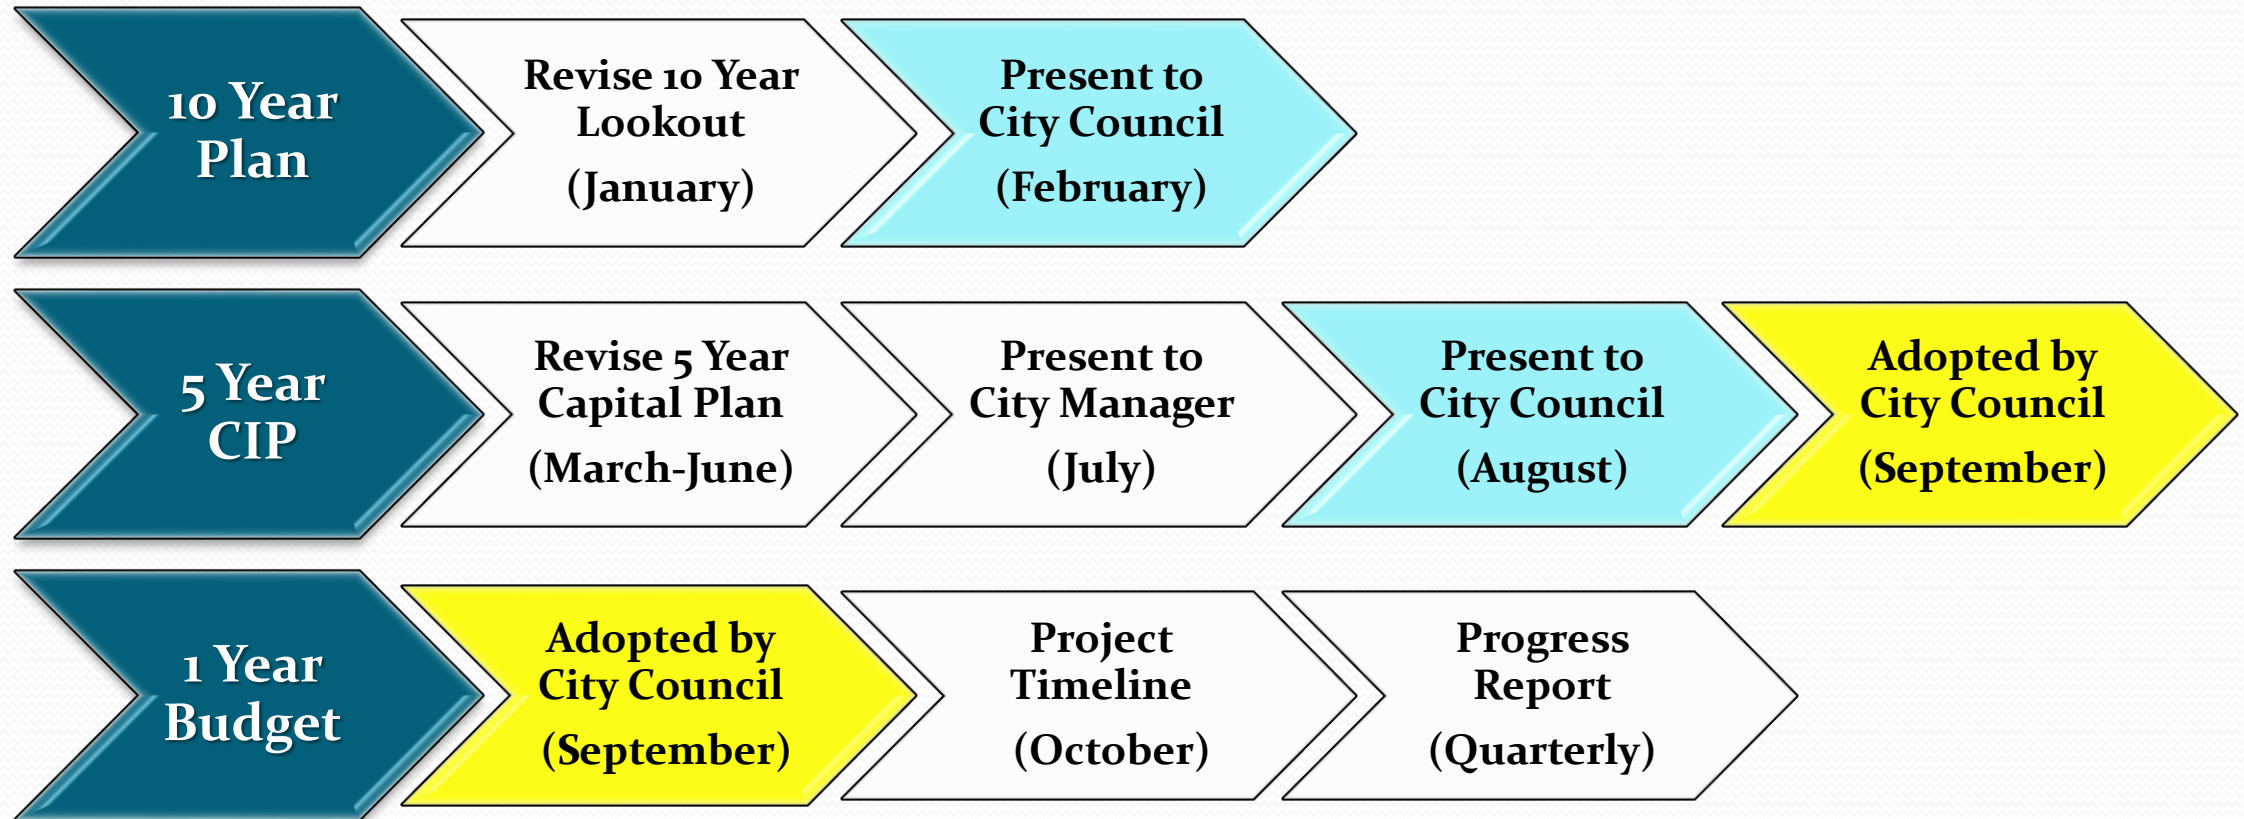 10 Year
Plan
Revise 10 Year
Lookout
(January)
Present to
City Council
(February)
5 Year
CIP
Revise 5 Year
Capital Plan
(March-June)
Present to
City Manager
(July)
Present to
City Council
(August)
Adopted by
City Council
(September)
1 Year
Budget
Adopted by
City Council
(September)
Project
Timeline
(October)
Progress
Report
(Quarterly)